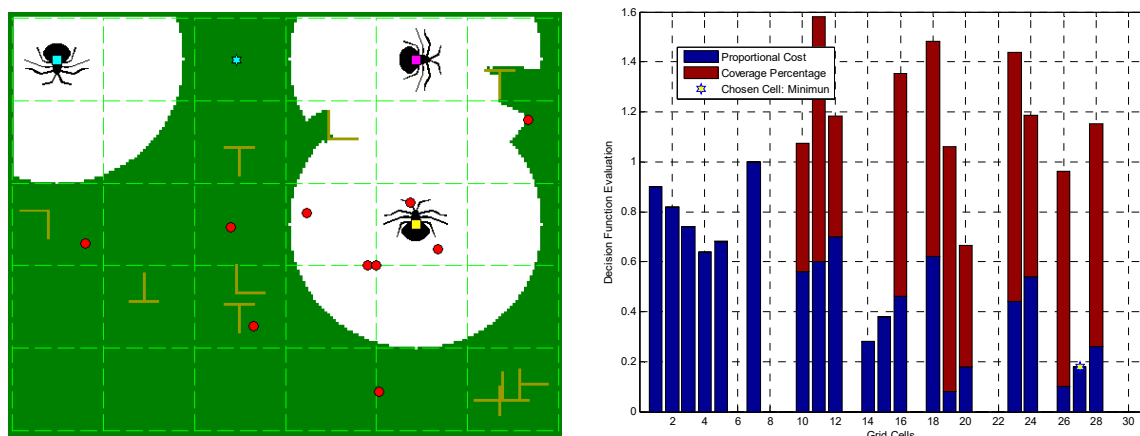 1.6
1.4
1.2
1
0.8
0.6
0.4
0.2
0
Decision Function Evaluation
Proportional Cost
Coverage Percentage
Chosen Cell: Minimun
2 4 6 8 10 12 14 16 18 20 22 24 26 28 30
Grid Cells